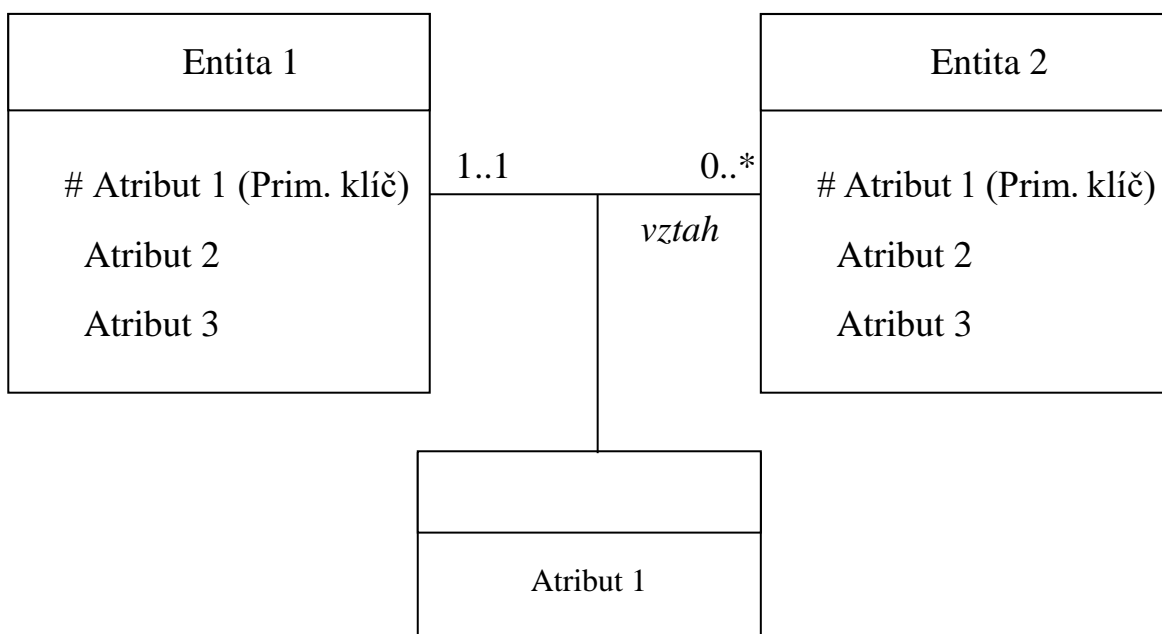 Entita 1
# Atribut 1 (Prim. klíč)
Atribut 2
Atribut 3
1..1
0..*
vztah
Entita 2
# Atribut 1 (Prim. klíč)
Atribut 2
Atribut 3
Atribut 1